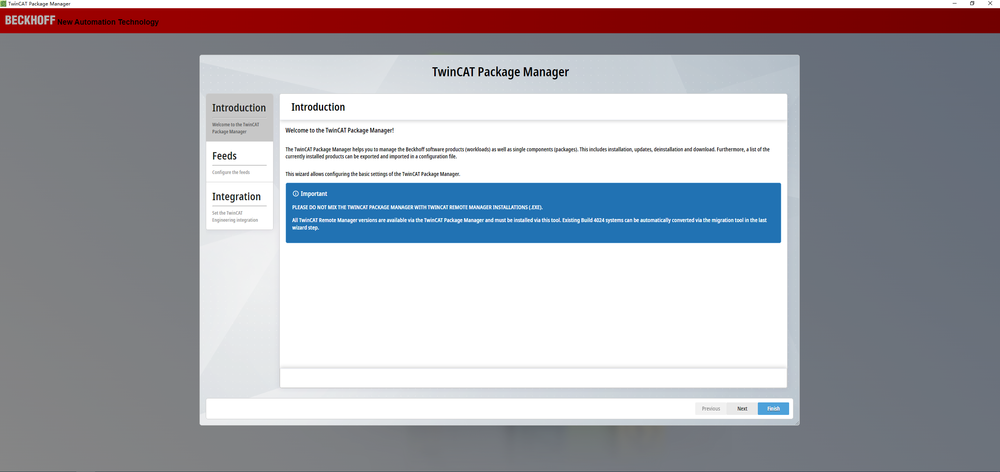 TwinCAT Package Manager
BECKHOFF New Automation Technology
TwinCAT Package Manager
Introduction
Welcome to the TwinCAT
Package Manager
Feeds
Configure the feeds
Integration
Set the TwinCAT
Engineering integration
Introduction
Welcome to the TwinCAT Package Manager!
The TwinCAT Package Manager helps you to manage the Beckhoff software products (workloads) as well as single components (packages). This includes installation, updates, deinstallation and download. Furthermore, a list of the
currently installed products can be exported and imported in a configuration file.
This wizard allows configuring the basic settings of the TwinCAT Package Manager.
Important
PLEASE DO NOT MIX THE TWINCAT PACKAGE MANAGER WITH TWINCAT REMOTE MANAGER INSTALLATIONS (.EXE).
All TwinCAT Remote Manager versions are available via the TwinCAT Package Manager and must be installed via this tool. Existing Build 4024 systems can be automatically converted via the migration tool in the last
wizard step.
Previous
Next
Finish